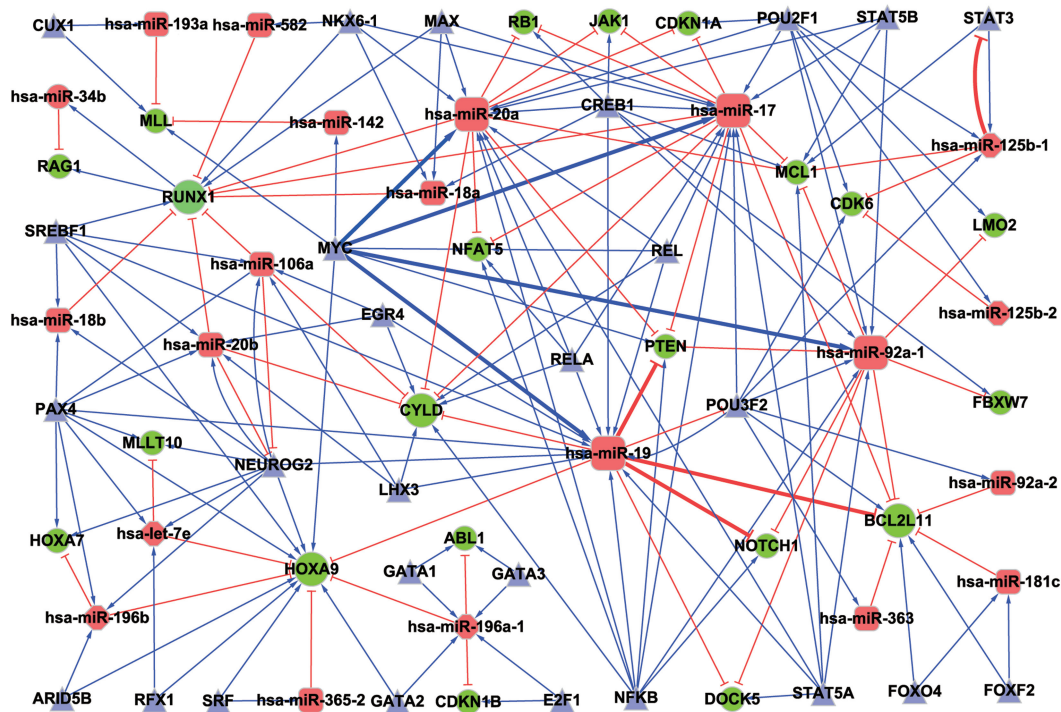 CUX1
hsa-miR-193a
hsa-miR-582
NKX6-1
MAX
RB1
JAK1
CDKN1A
POU2F1
STAT5B
STAT3
hsa-miR-34b
MLL
hsa-miR-142
hsa-miR-20a
CREB1
hsa-miR-17
hsa-miR-125b-1
RAG1
RUNX1
hsa-miR-18a
MCL1
CDK6
LMO2
SREBF1
hsa-miR-106a
MYC
NFAT5
REL
hsa-miR-18b
hsa-miR-20b
EGR4
RELA
PTEN
hsa-miR-92a-1
hsa-miR-125b-2
PAX4
MLLT10
CYLD
POU3F2
FBXW7
NEUROG2
LHX3
hsa-miR-19
hsa-miR-92a-2
HOXA7
hsa-let-7e
HOXA9
ABL1
GATA1
GATA3
NOTCH1
BCL2L11
hsa-miR-181c
hsa-miR-196b
hsa-miR-196a-1
hsa-miR-363
ARID5B
RFX1
SRF
hsa-miR-365-2
GATA2
CDKN1B
E2F1
NFKB
DOCK5
STAT5A
FOXO4
FOXF2